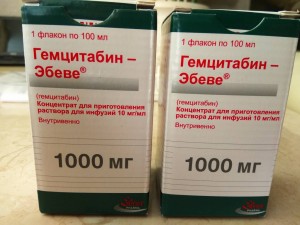 1 флакон по 100 мл
Гемцитабин –
Эбеве®
(гемцитабин)
Концентрат для приготовления
раствора для инфузий 10 мг/мл
Внутривенно
1000 мг
1 флакон по 100 мл
Гемцитабин –
Эбеве®
(гемцитабин)
Концентрат для приготовления
раствора для инфузий 10 мг/мл
Внутривенно
1000 мг